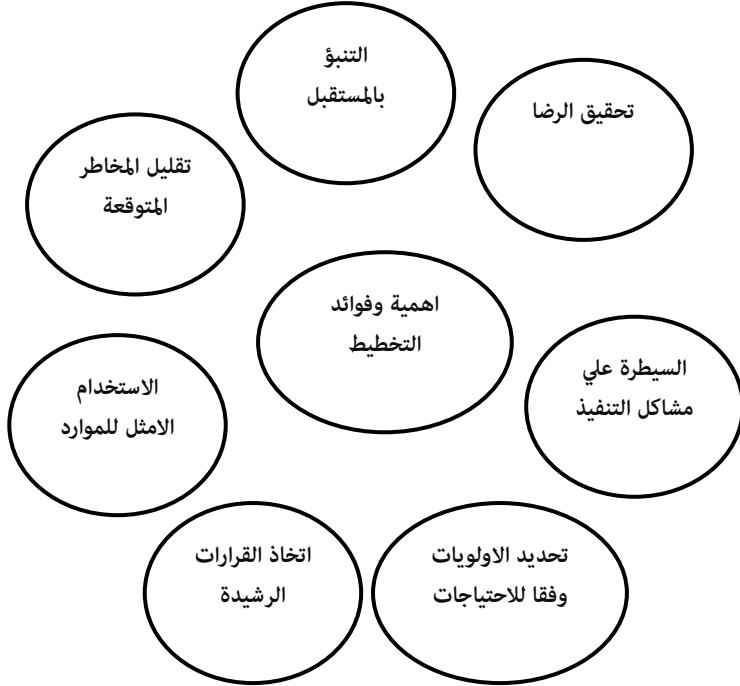 التنبؤ
بالمستقبل
تحقيق الرضا
تقليل المخاطر
المتوقعة
اهمية وفوائد
التخطيط
السيطرة علي
مشاكل التنفيذ
الاستخدام
الامثل للموارد
تحديد الاولويات
وفقا للاحتياجات
اتخاذ القرارات
الرشيدة